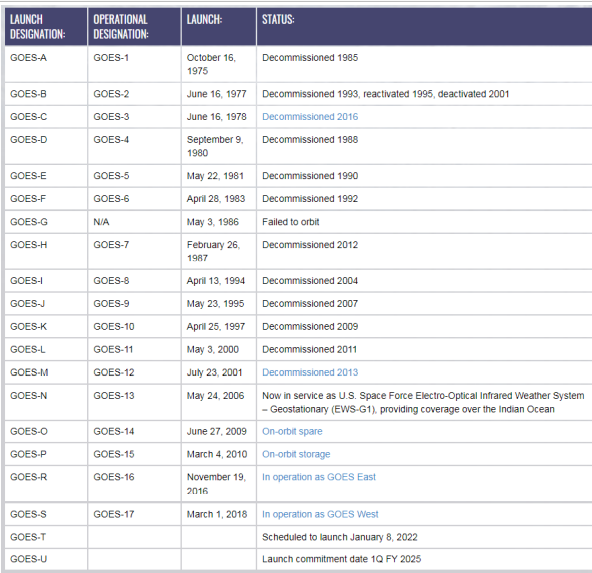 LAUNCH DESIGNATION: OPERATIONAL DESIGNATION: LAUNCH: STATUS:
GOES-A GOES-1 October 16, 1975 Decommissioned 1985
GOES-B GOES-2 June 16, 1977 Decommissioned 1993, reactivated 1995, deactivated 2001
GOES-C GOES-3 June 16, 1978 Decommissioned 2016
GOES-D GOES-4 September 9, 1980 Decommissioned 1988
GOES-E GOES-5 May 22, 1981 Decommissioned 1990
GOES-F GOES-6 April 28, 1983 Decommissioned 1992
GOES-G N/A May 3, 1986 Failed to orbit
GOES-H GOES-7 February 26, 1987 Decommissioned 2012
GOES-I GOES-8 April 13, 1994 Decommissioned 2004
GOES-J GOES-9 May 23, 1995 Decommissioned 2007
GOES-K GOES-10 April 25, 1997 Decommissioned 2009
GOES-L GOES-11 May 3, 2000 Decommissioned 2011
GOES-M GOES-12 July 23, 2001 Decommissioned 2013
GOES-N GOES-13 May 24, 2006 Now in service as U.S. Space Force Electro-Optical Infrared Weather System
– Geostationary (EWS-G1), providing coverage over the Indian Ocean
GOES-O GOES-14 June 27, 2009 On-orbit spare
GOES-P GOES-15 March 4, 2010 On-orbit storage
GOES-R GOES-16 November 19, 2016 In operation as GOES East
GOES-S GOES-17 March 1, 2018 In operation as GOES West
GOES-T Scheduled to launch January 8, 2022
GOES-U Launch commitment date 1Q FY 2025